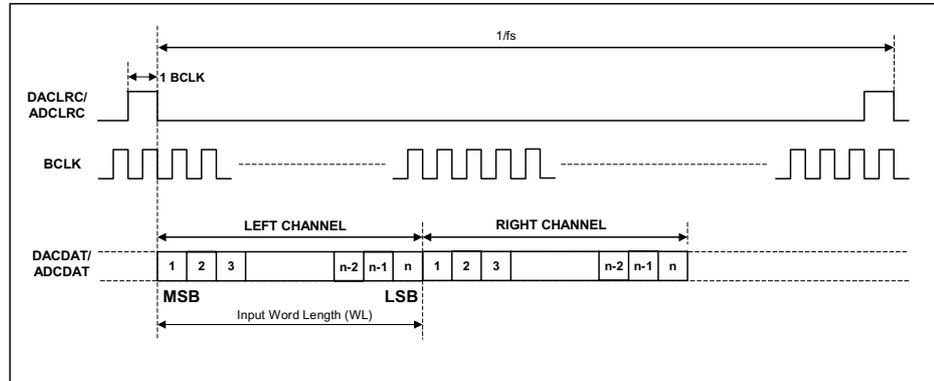 1/fs
1 BCLK
DACLRC/
ADCLRC
BCLK
LEFT CHANNEL RIGHT CHANNEL
DACDAT/
ADCDAT
1 2 3 n-2 n-1 n 1 2 3 n-2 n-1 n
MSB LSB
Input Word Length (WL)